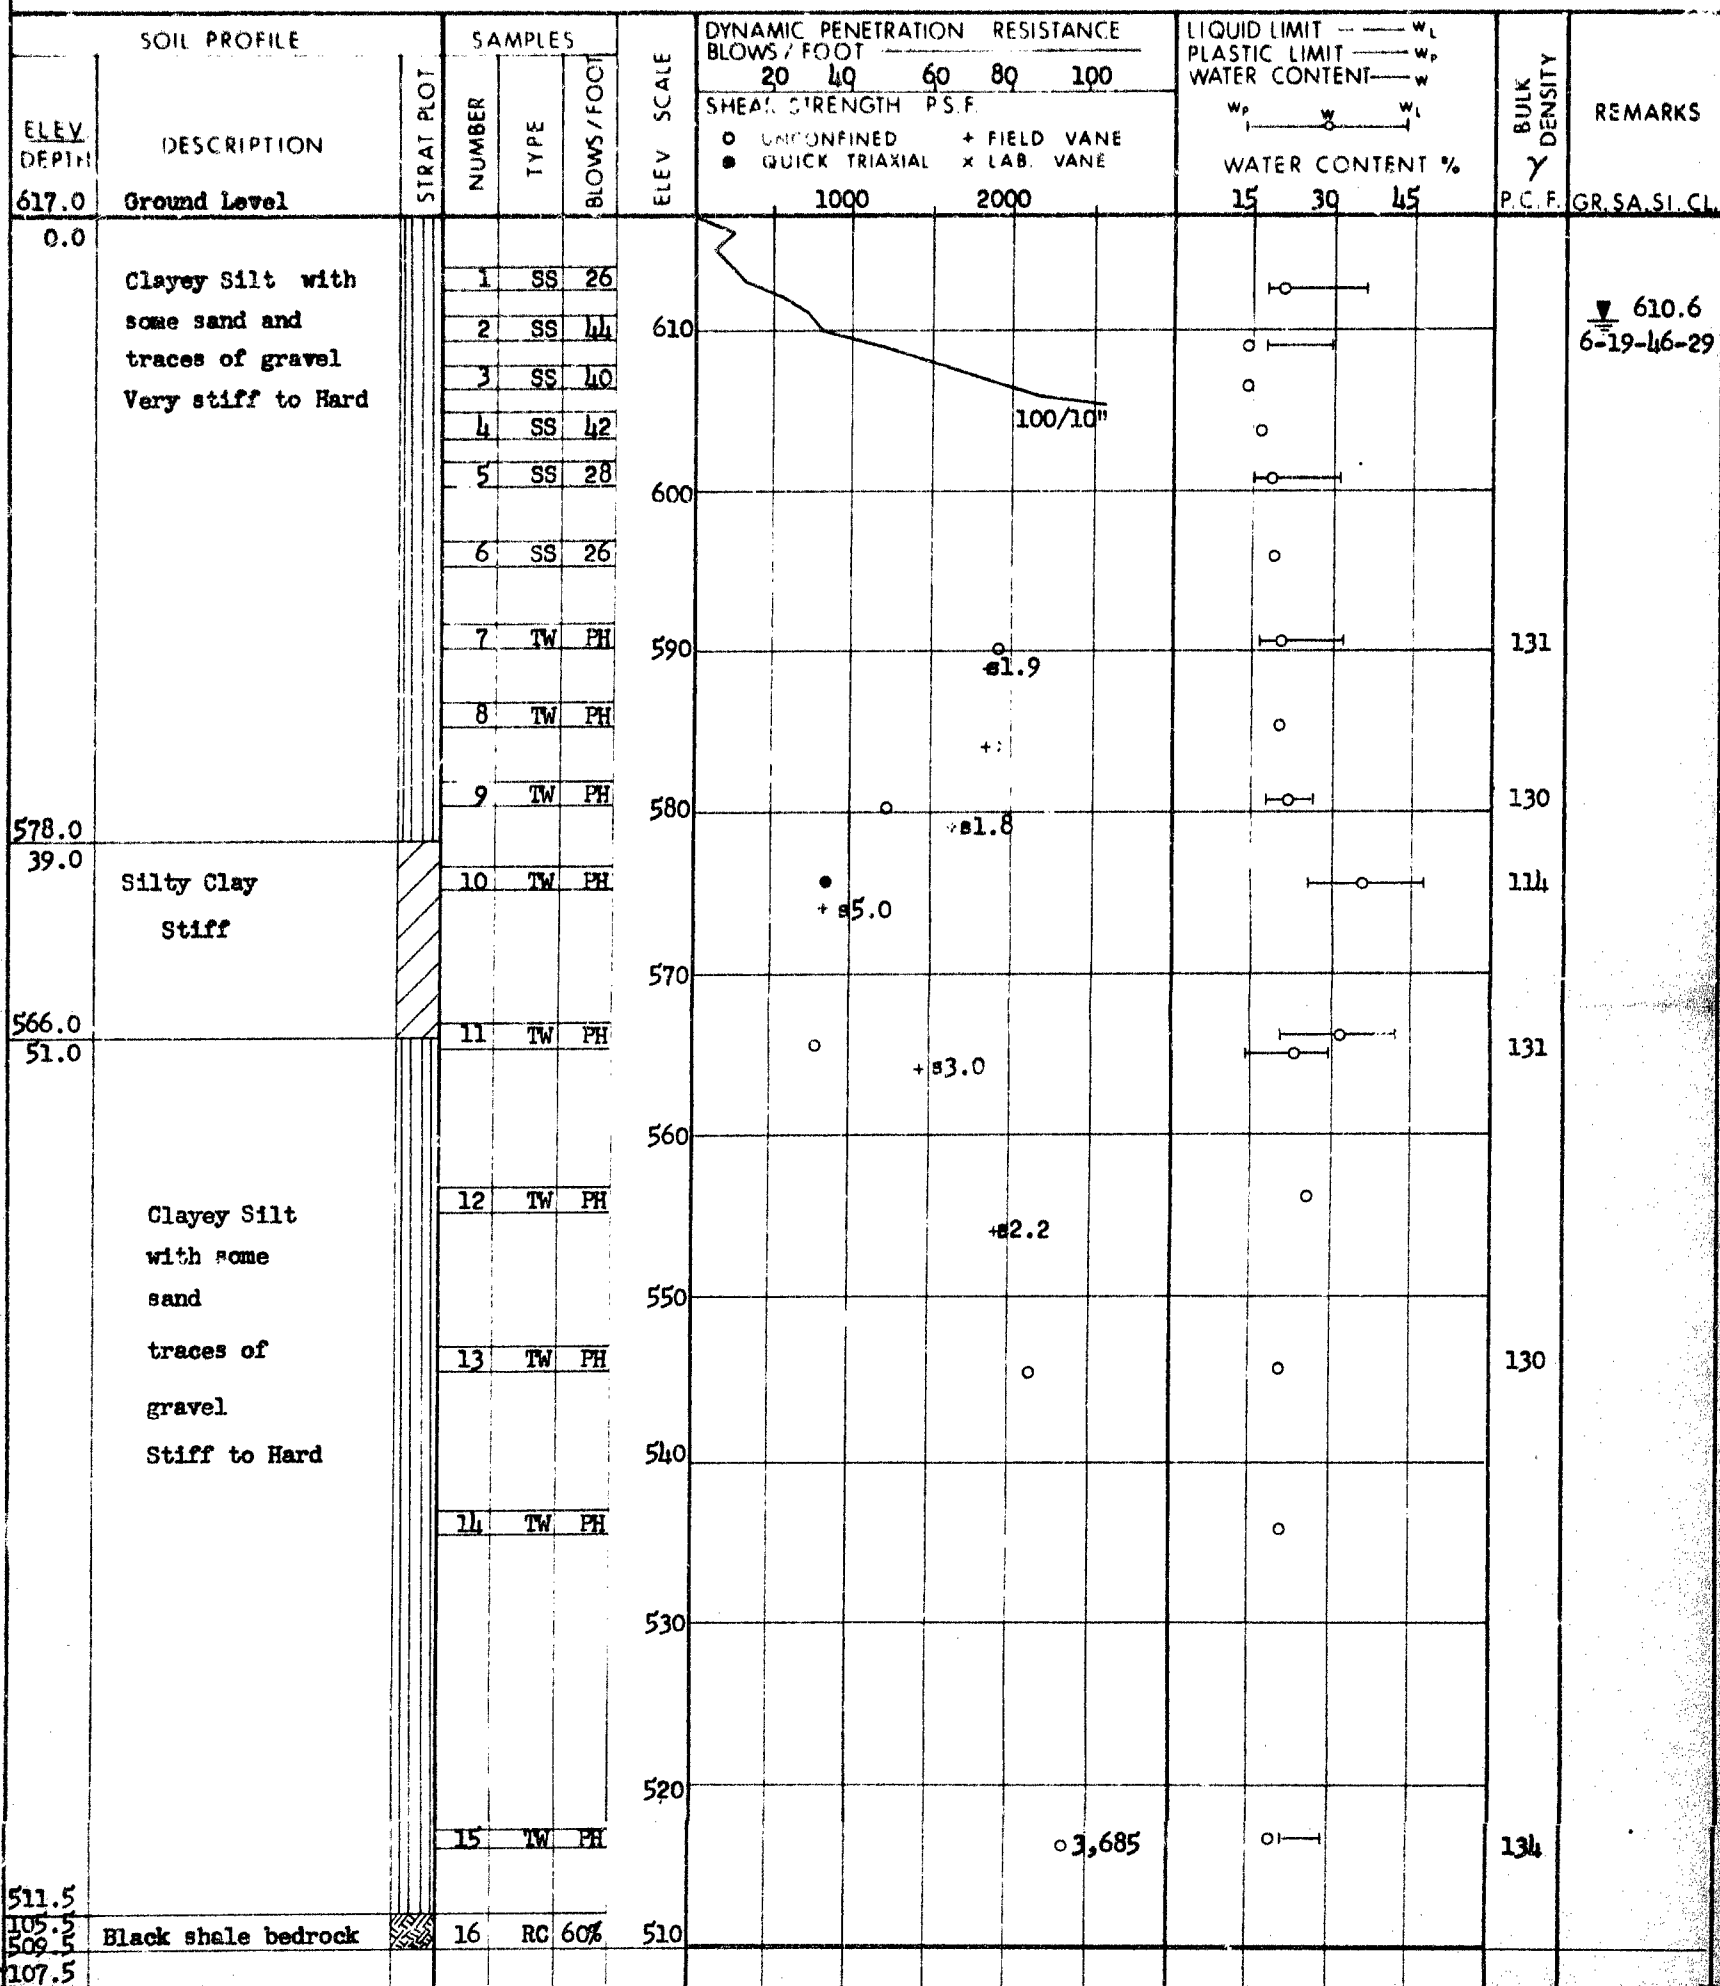 SOIL PROFILE
SAMPLES
ELEV SCALE
DYNAMIC PENETRATION RESISTANCE
BLOWS / FOOT
20 40 60 80 100
SHEAR STRENGTH P.S.F.
o UNCONFINED + FIELD VANE
● QUICK TRIAXIAL × LAB. VANE
1000 2000
LIQUID LIMIT wL
PLASTIC LIMIT wP
WATER CONTENT w
wP w wL
WATER CONTENT %
15 30 45
BULK DENSITY
γ
P.C.F.
REMARKS
GR.SA.SI.CL.
ELEV
DEPTH
DESCRIPTION
STRAT PLOT
NUMBER
TYPE
BLOWS/FOOT
617.0 Ground Level
0.0
Clayey Silt with
some sand and
traces of gravel
Very stiff to Hard
1 SS 26
2 SS 44
3 SS 40
4 SS 42
5 SS 28
6 SS 26
7 TW PH
8 TW PH
9 TW PH
578.0
39.0
Silty Clay
Stiff
10 TW PH
566.0
51.0
11 TW PH
Clayey Silt
with some
sand
traces of
gravel
Stiff to Hard
12 TW PH
13 TW PH
14 TW PH
15 TW PH
511.5
105.5
Black shale bedrock
16 RC 60%
509.5
107.5
610
600
590
580
570
560
550
540
530
520
510
100/10"
s1.9
s1.8
s5.0
s3.0
s2.2
3,685
131
130
114
131
130
134
610.6
6-19-46-29